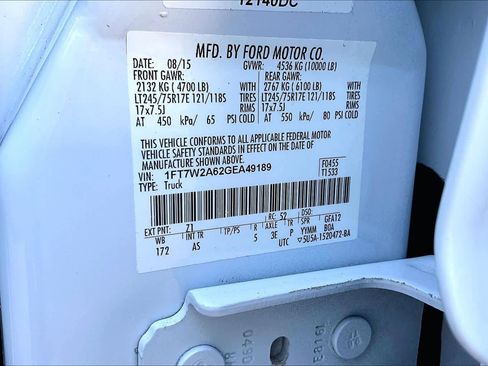 12140DC
MFD. BY FORD MOTOR CO.
DATE: 08/15 GVWR: 4536 KG (10000 LB)
FRONT GAWR: REAR GAWR:
2132 KG (4700 LB) 2767 KG (6100 LB)
LT245/75R17E 121/118S TIRES LT245/75R17E 121/118S TIRES
17x7.5J RIMS 17x7.5J RIMS
AT 450 kPa/ 65 PSI COLD AT 550 kPa/ 80 PSI COLD
THIS VEHICLE CONFORMS TO ALL APPLICABLE FEDERAL MOTOR
VEHICLE SAFETY STANDARDS IN EFFECT ON THE DATE OF
MANUFACTURE SHOWN ABOVE.
VIN: 1FT7W2A62GEA49189 F0455
TYPE: Truck T1533
EXT PNT: Z1 RC: 52 DSO:
WB INT TR TP/PS R AXLE TR SPR GFA12
172 AS 5 3E P YYMM BOA
UTC ▽5U5A-1520472-BA
0490
19183